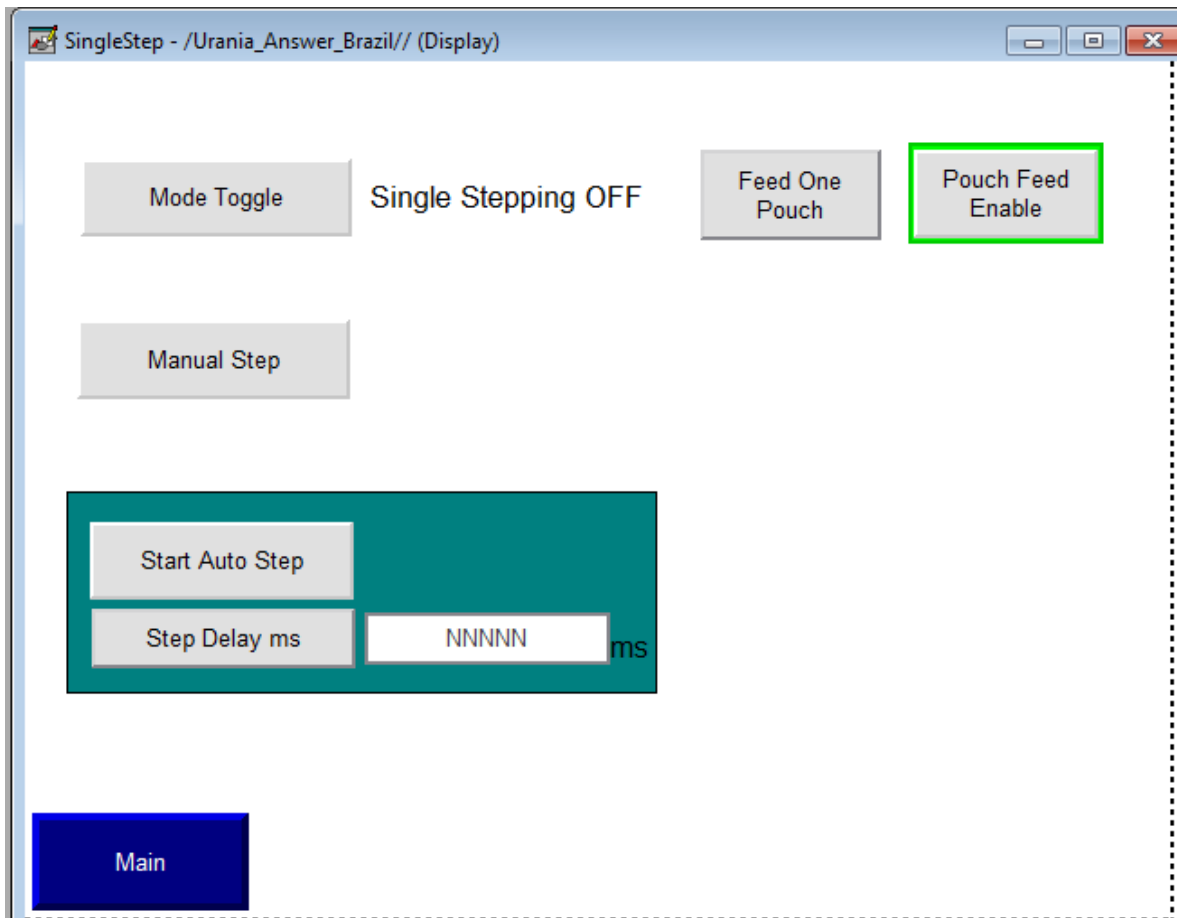 SingleStep - /Urania_Answer_Brazil// (Display)
Mode Toggle
Single Stepping OFF
Feed One
Pouch
Pouch Feed
Enable
Manual Step
Start Auto Step
Step Delay ms
NNNNN
ms
Main